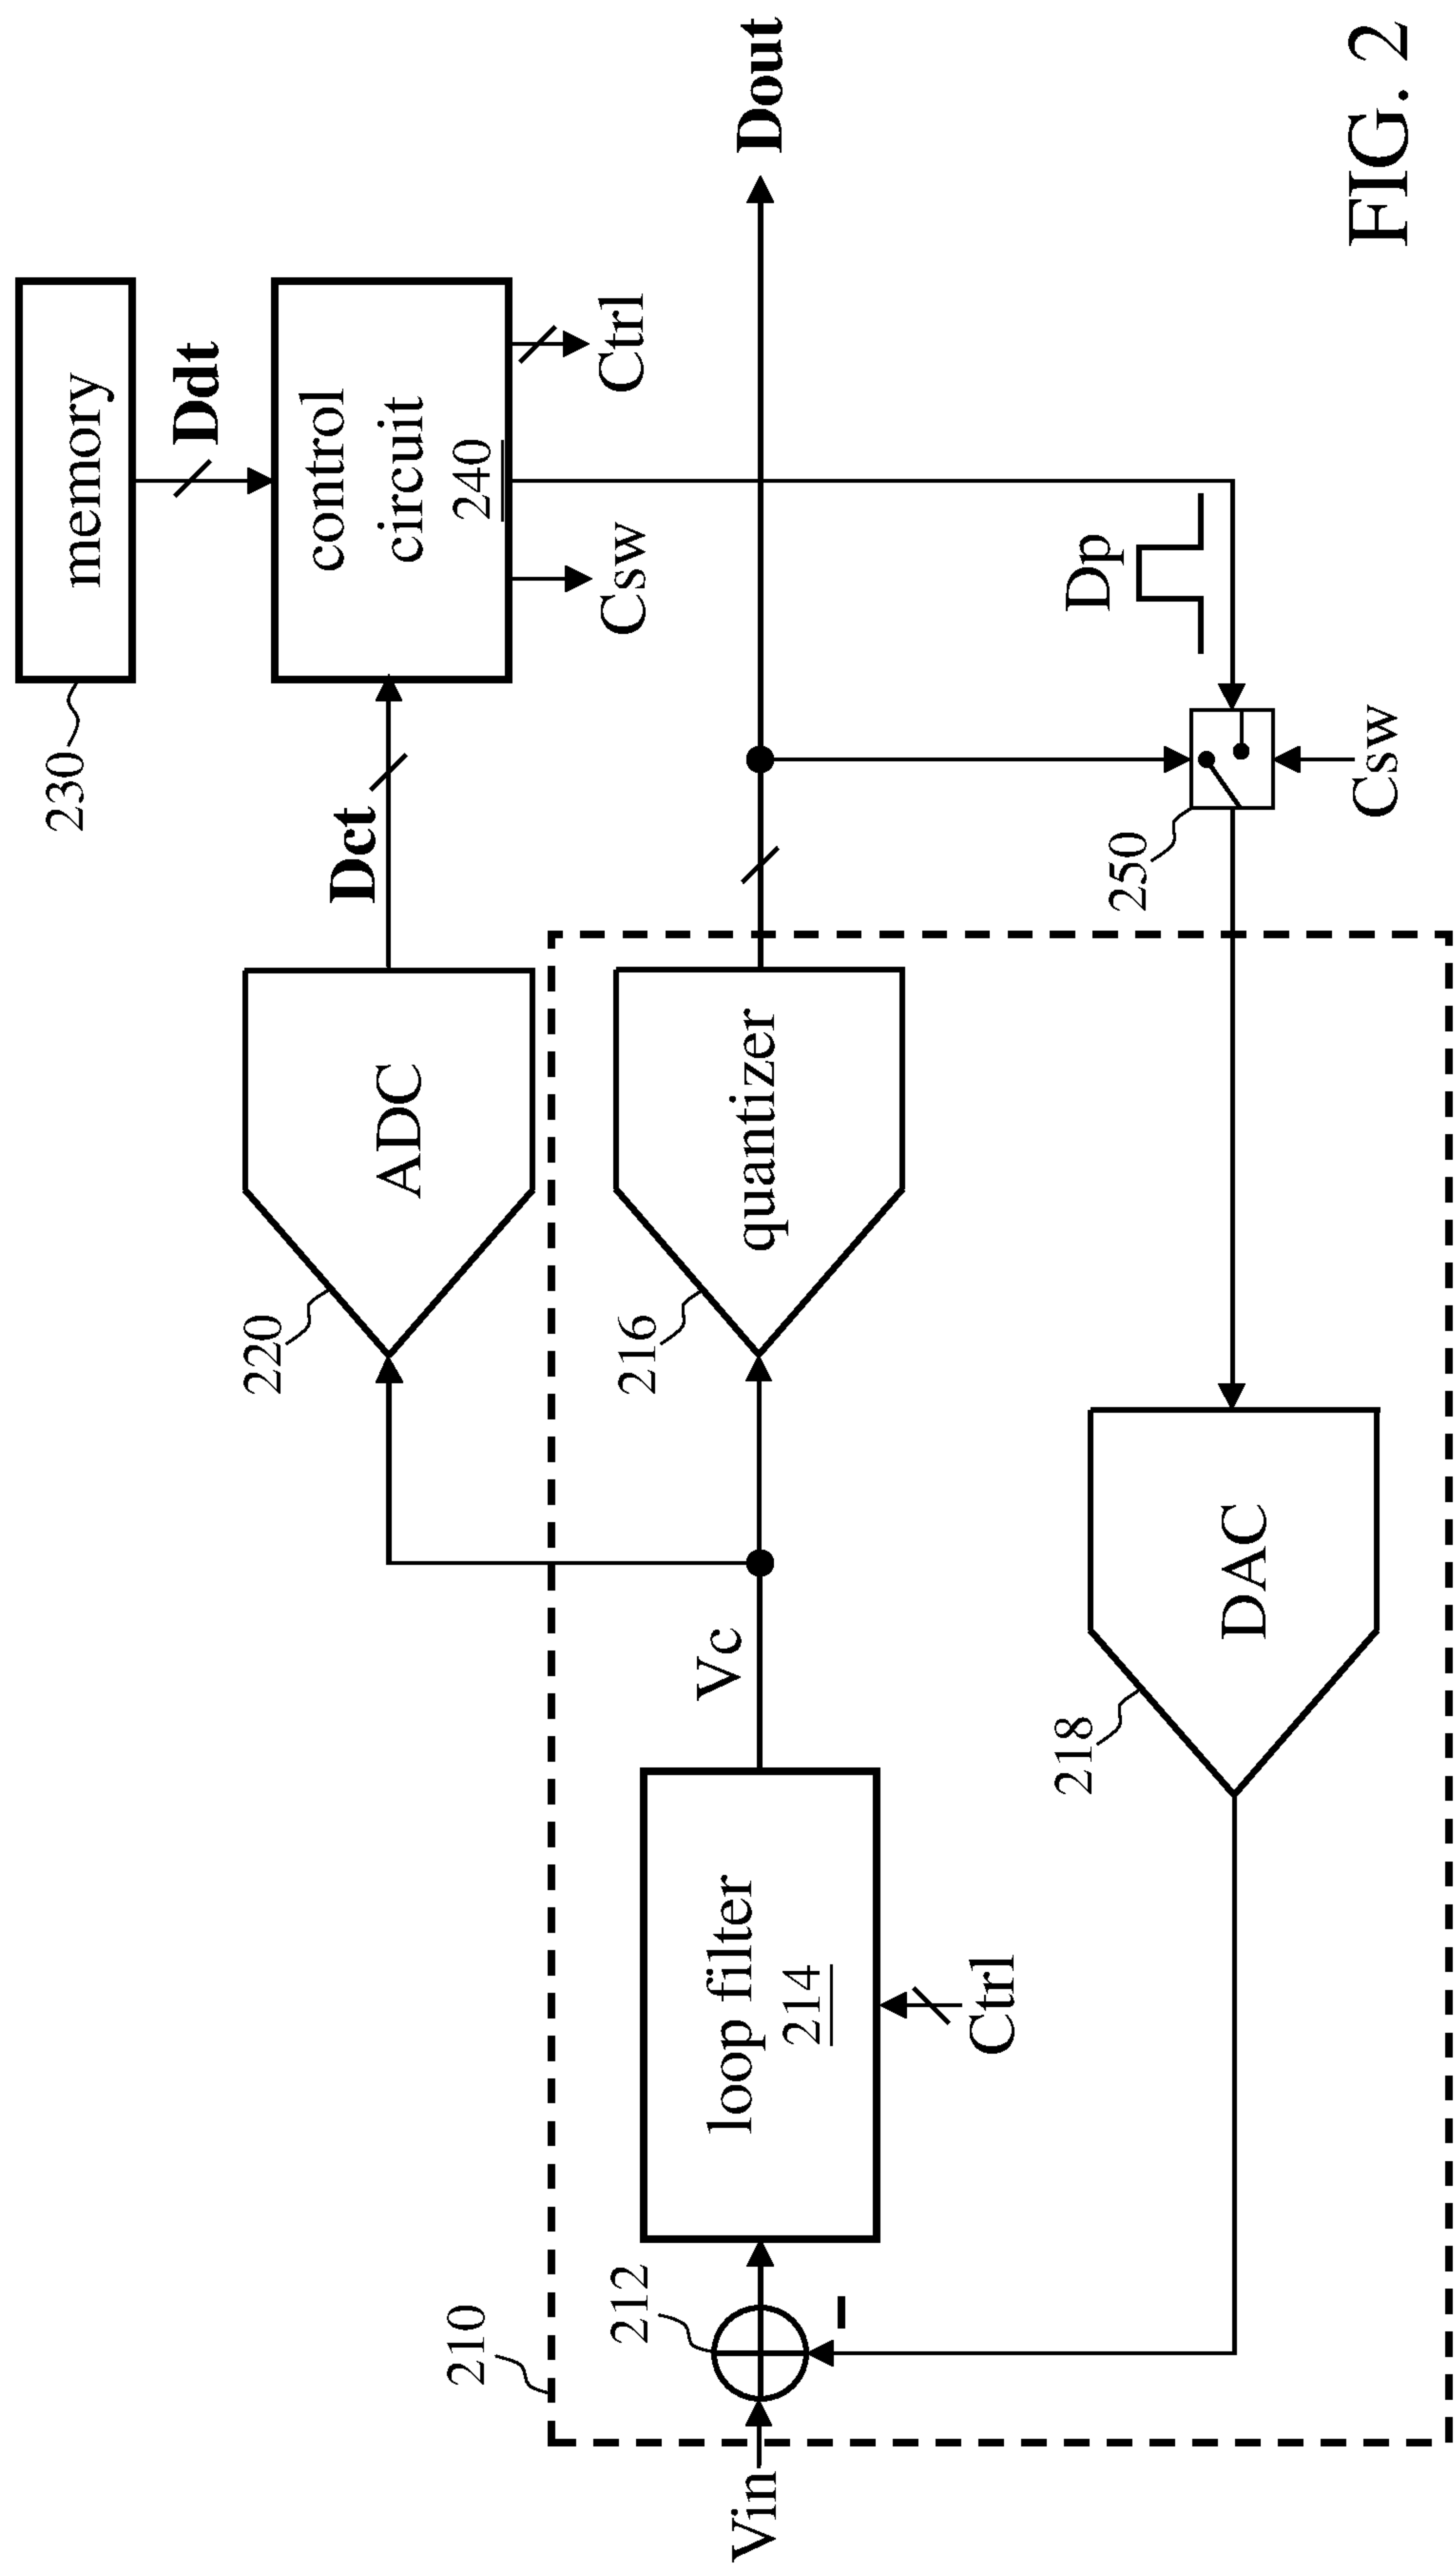 230
memory
Ddt
220
ADC
Dct
control
circuit
240
Csw
Ctrl
210
Vin
212
loop filter
214
Ctrl
Vc
216
quantizer
Dout
218
DAC
250
Dp
Csw
FIG. 2